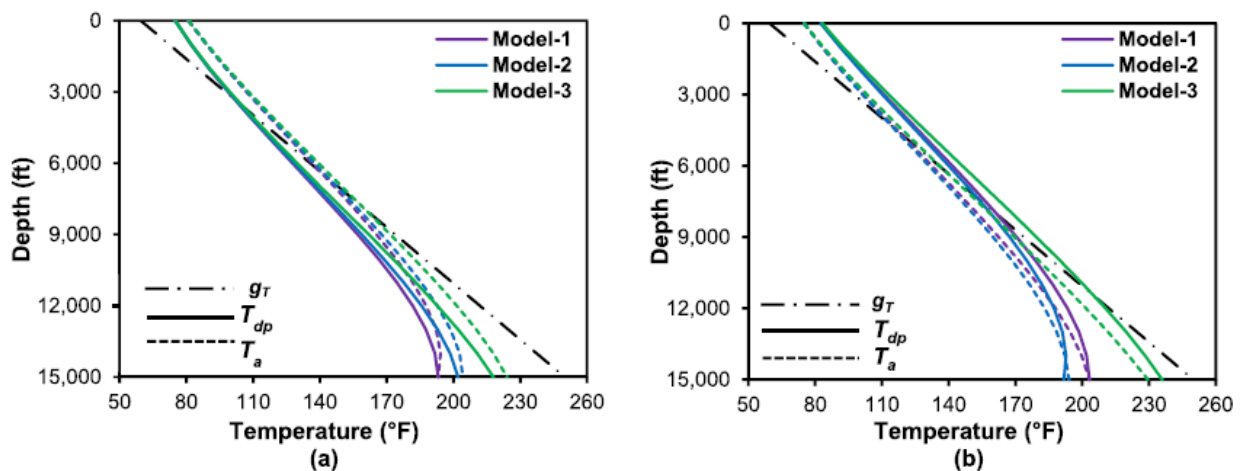 0
3,000
6,000
9,000
12,000
15,000
Depth (ft)
50 80 110 140 170 200 230 260
Temperature (°F)
(a)
Model-1
Model-2
Model-3
gT
Tdp
Ta
0
3,000
6,000
9,000
12,000
15,000
Depth (ft)
50 80 110 140 170 200 230 260
Temperature (°F)
(b)
Model-1
Model-2
Model-3
gT
Tdp
Ta